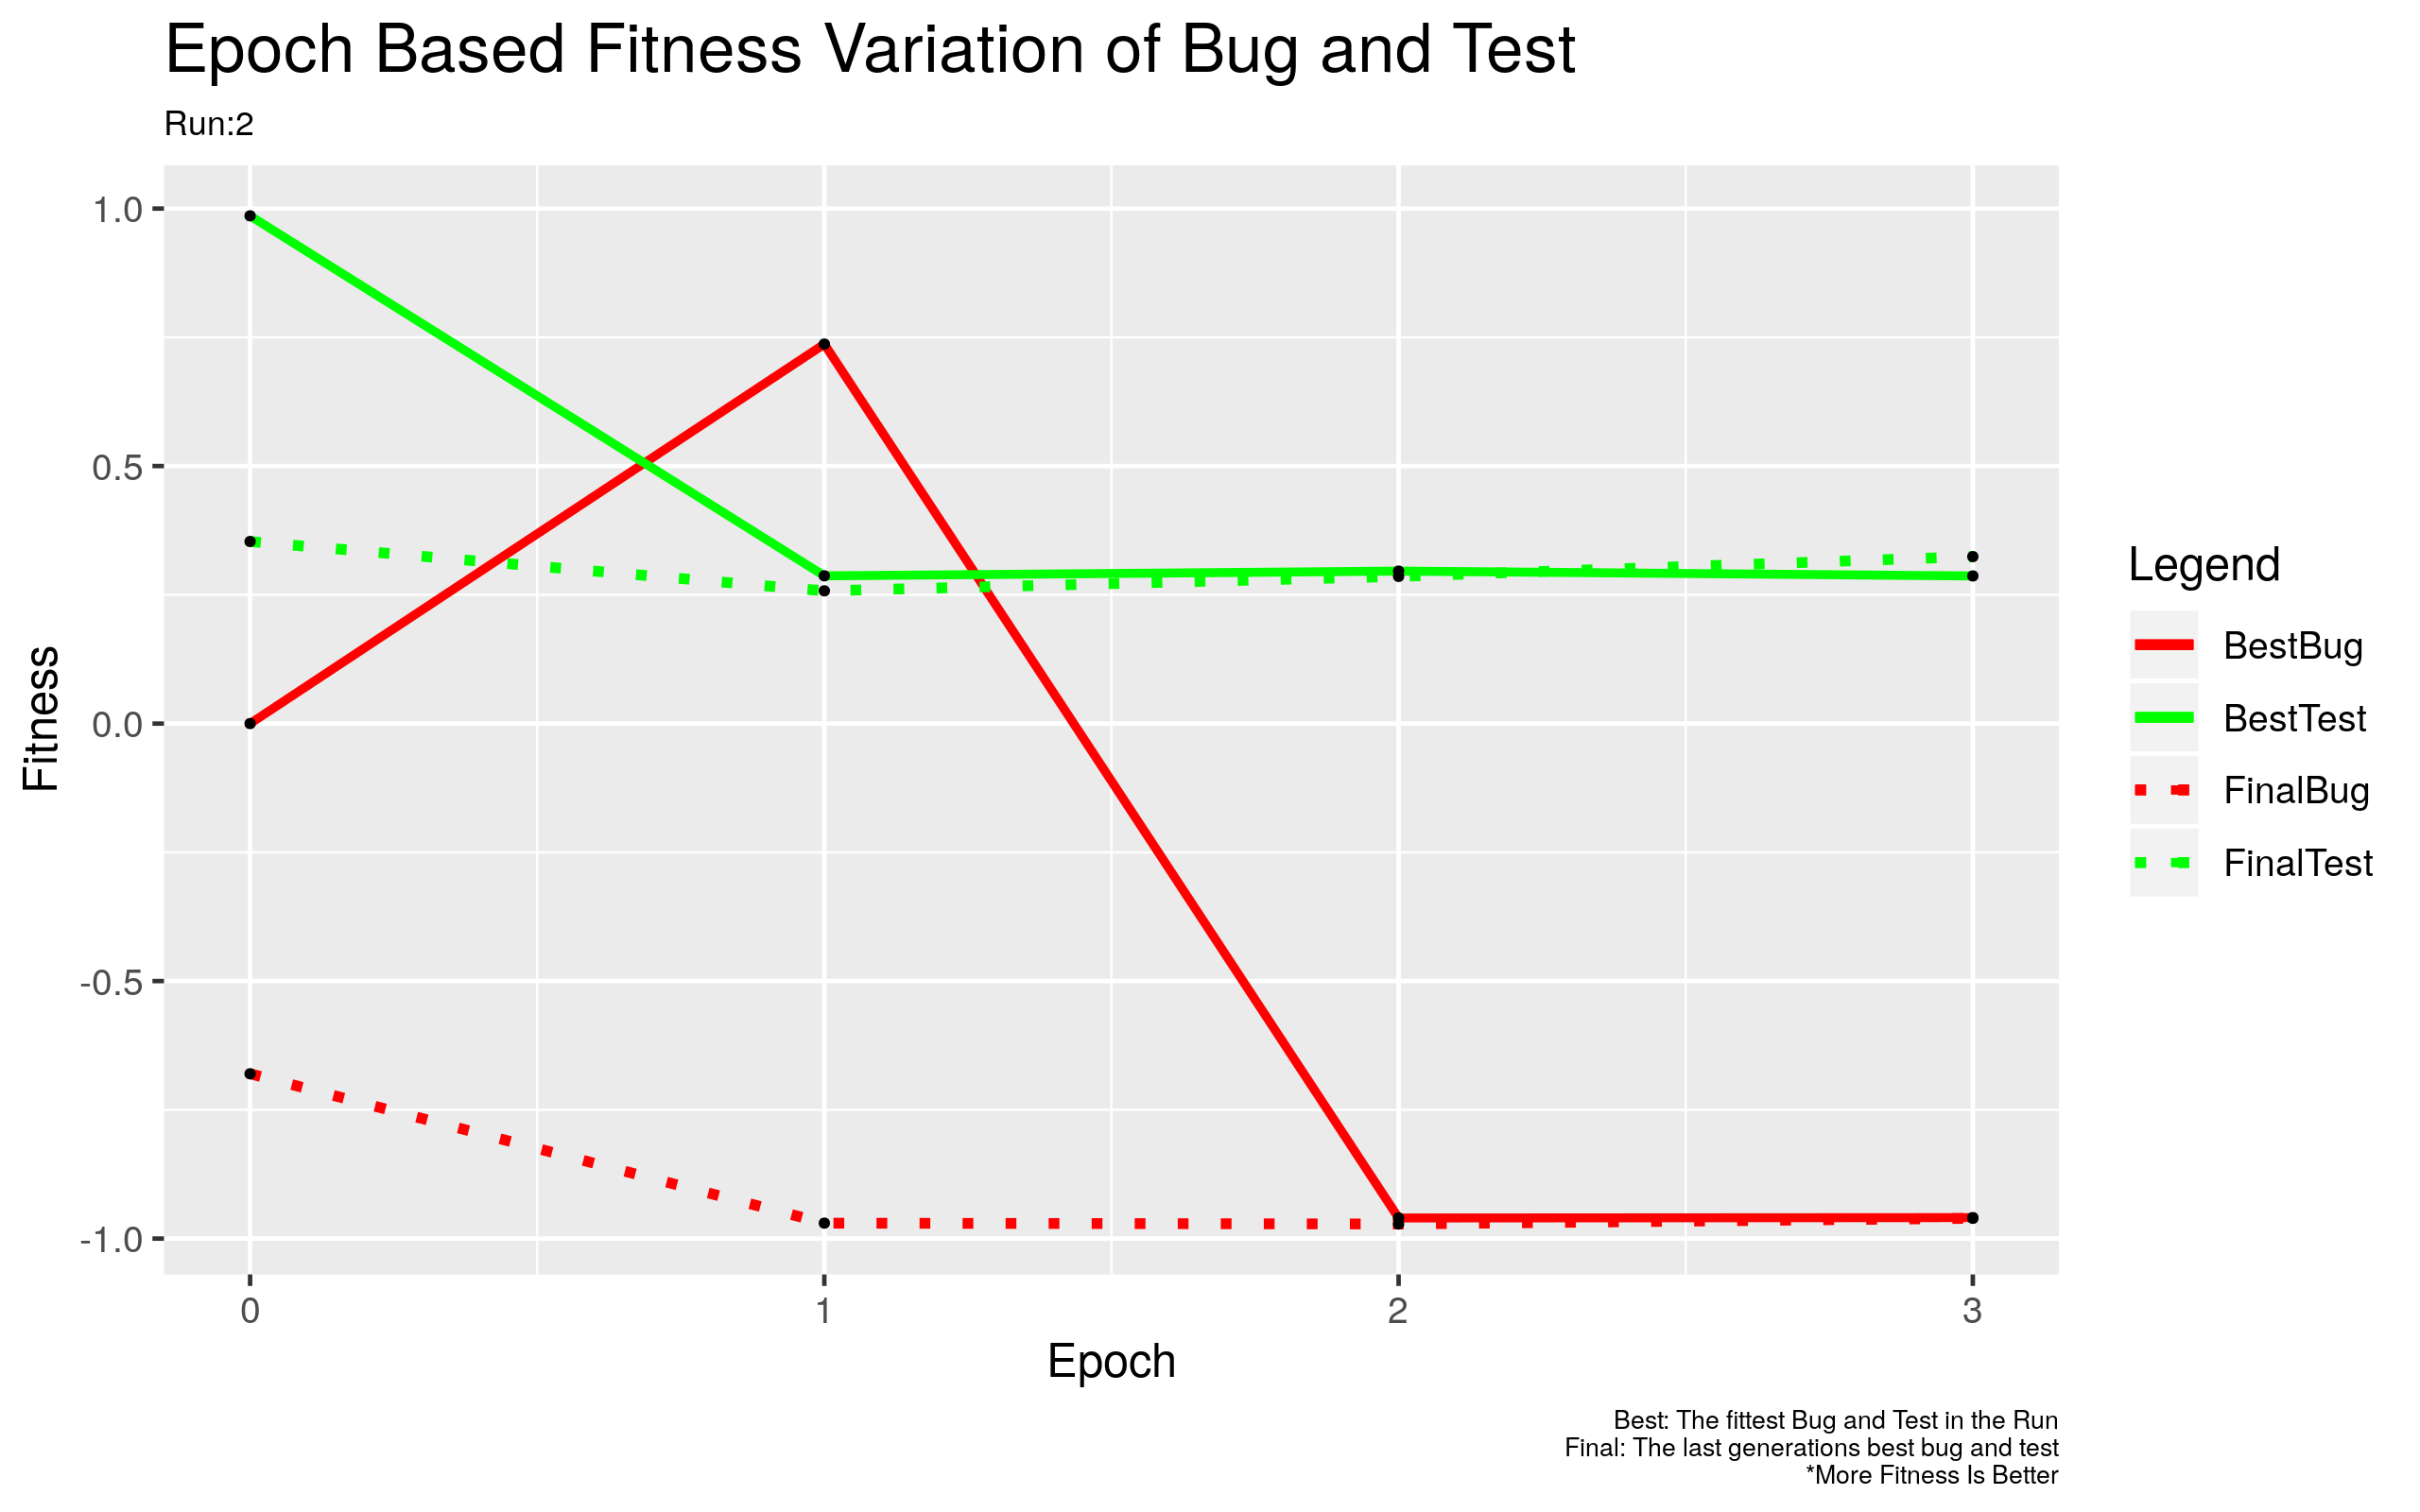 Epoch Based Fitness Variation of Bug and Test
Run:2
1.0
0.5
0.0
-0.5
-1.0
Fitness
0 1 2 3
Epoch
Legend
BestBug
BestTest
FinalBug
FinalTest
Best: The fittest Bug and Test in the Run
Final: The last generations best bug and test
*More Fitness Is Better